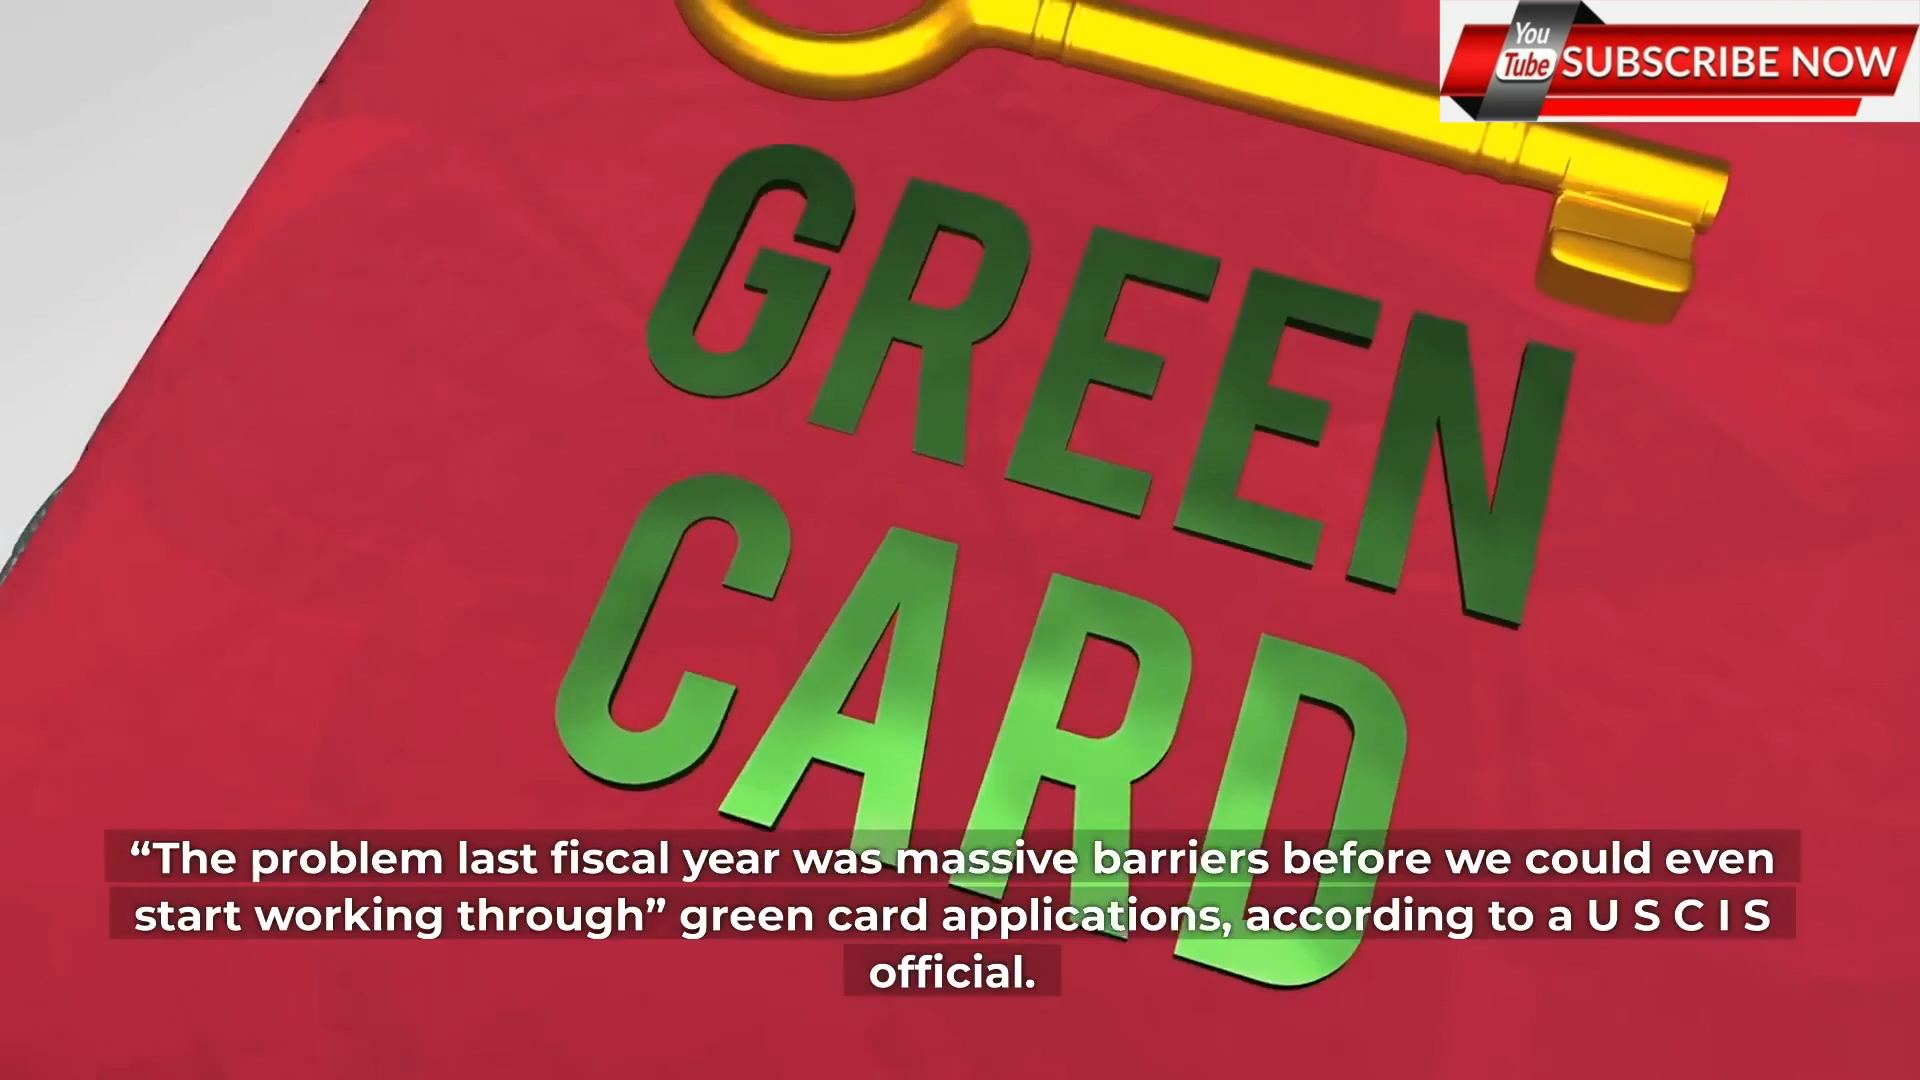 You
Tube SUBSCRIBE NOW
GREEN
CARD
“The problem last fiscal year was massive barriers before we could even
start working through” green card applications, according to a U S C I S
official.